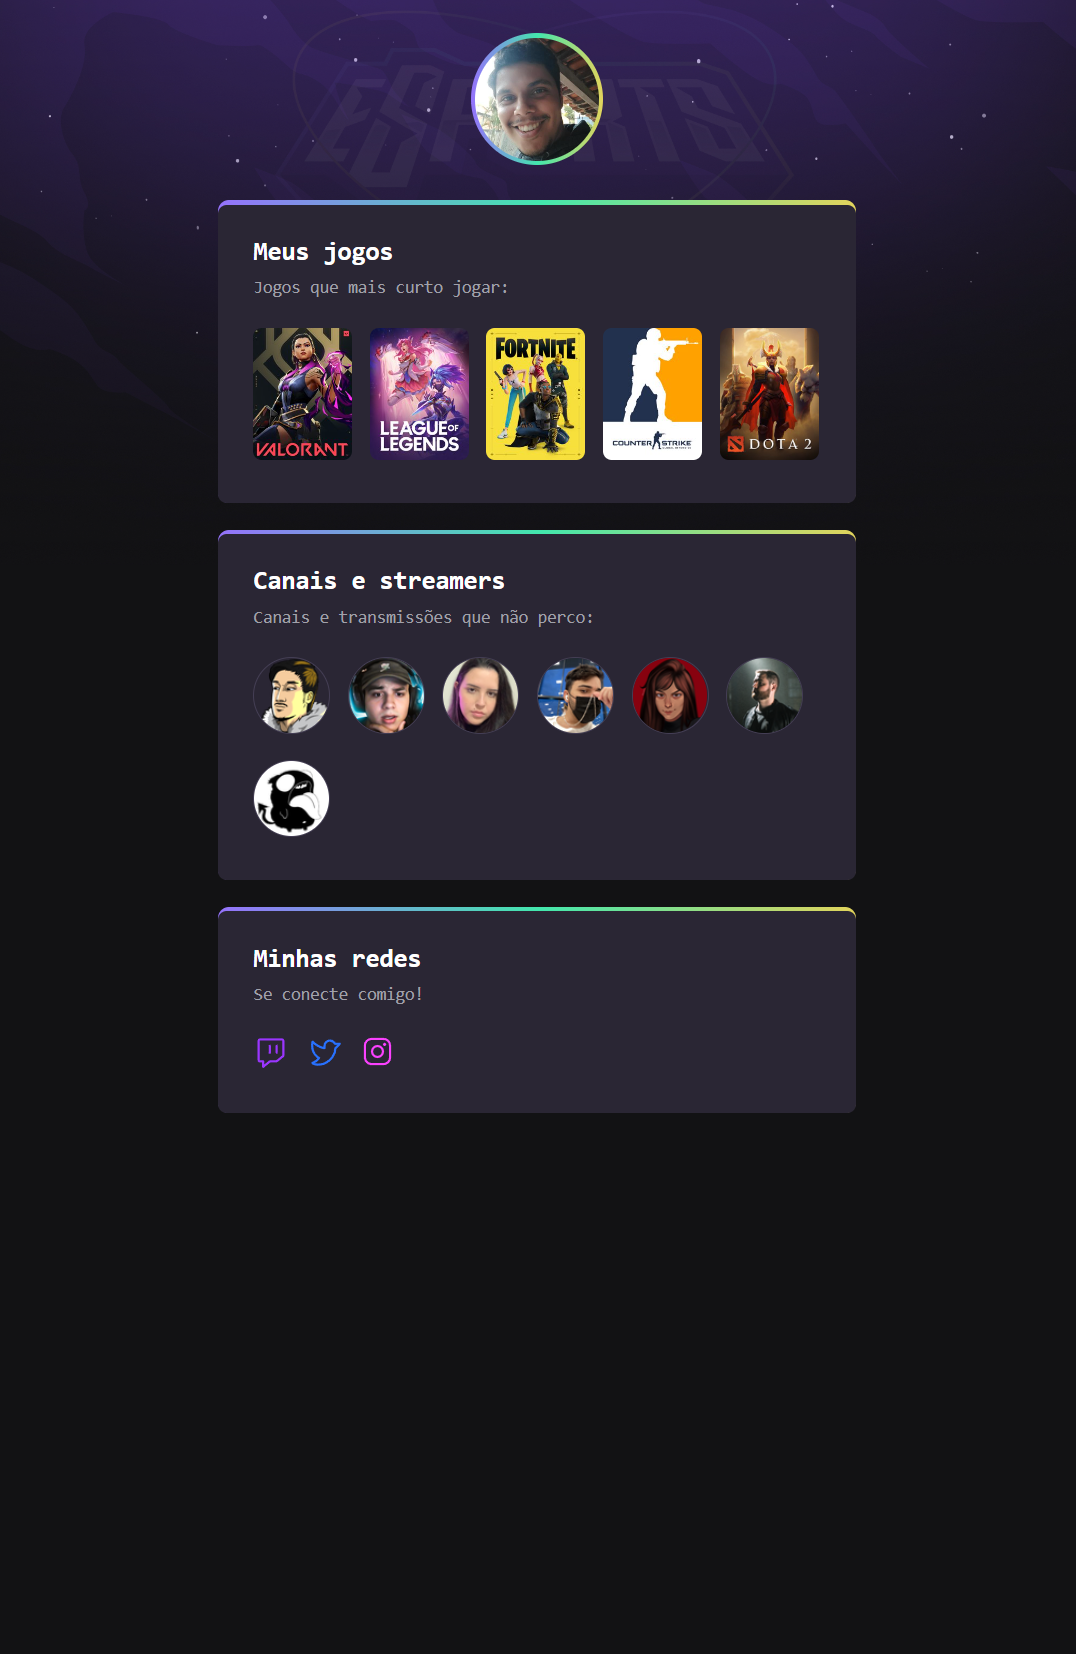 ESPORTS
Meus jogos
Jogos que mais curto jogar:
VALORANT
LEAGUE OF
LEGENDS
FORTNITE
COUNTER STRIKE
DOTA 2
Canais e streamers
Canais e transmissões que não perco:
Minhas redes
Se conecte comigo!